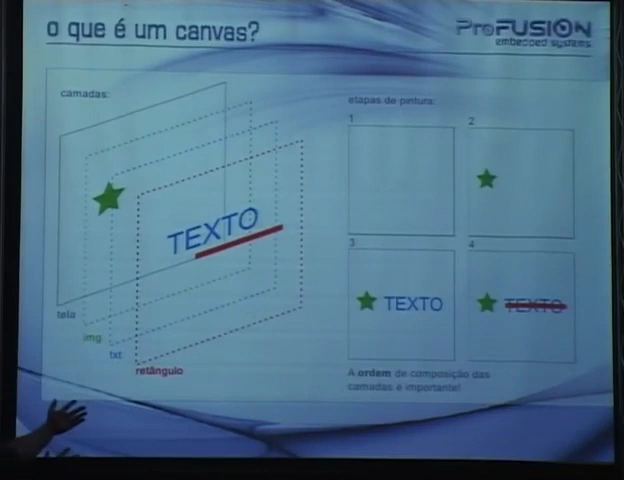 o que é um canvas?
ProFUSION
embedded systems
camadas:
TEXTO
tela
img
txt
retângulo
etapas de pintura:
1
2
3
4
TEXTO
TEXTO
A ordem de composição das
camadas é importante!